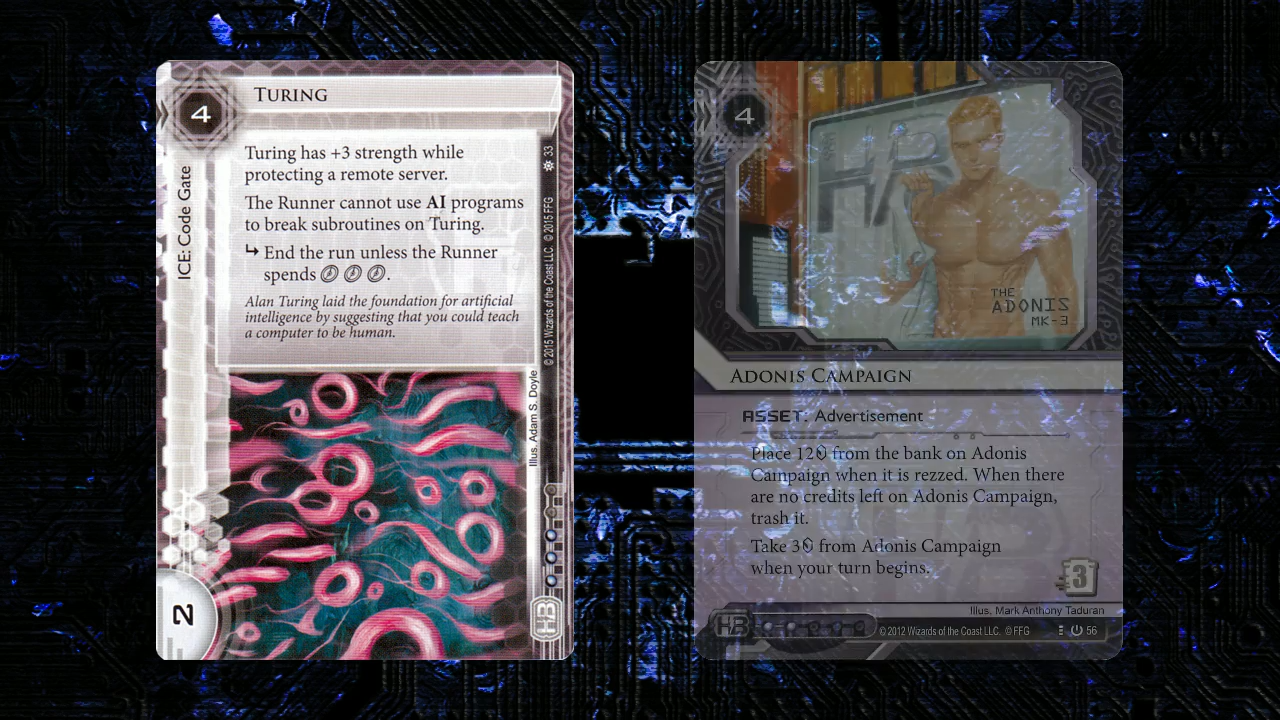 4
TURING
ICE: Code Gate
Turing has +3 strength while
protecting a remote server.
The Runner cannot use AI programs
to break subroutines on Turing.
End the run unless the Runner
spends
Alan Turing laid the foundation for artificial
intelligence by suggesting that you could teach
a computer to be human.
33
© 2015 Wizards of the Coast LLC. © 2015 FFG
Illus. Adam S. Doyle
2
HB
4
HB
THE
ADONIS
MK-3
ADONIS CAMPAIGN
ASSET: Advertisement
Place 12 from the bank on Adonis
Campaign when it is rezzed. When there
are no credits left on Adonis Campaign,
trash it.
Take 3 from Adonis Campaign
when your turn begins.
3
Illus. Mark Anthony Taduran
HB
© 2012 Wizards of the Coast LLC. © FFG
56